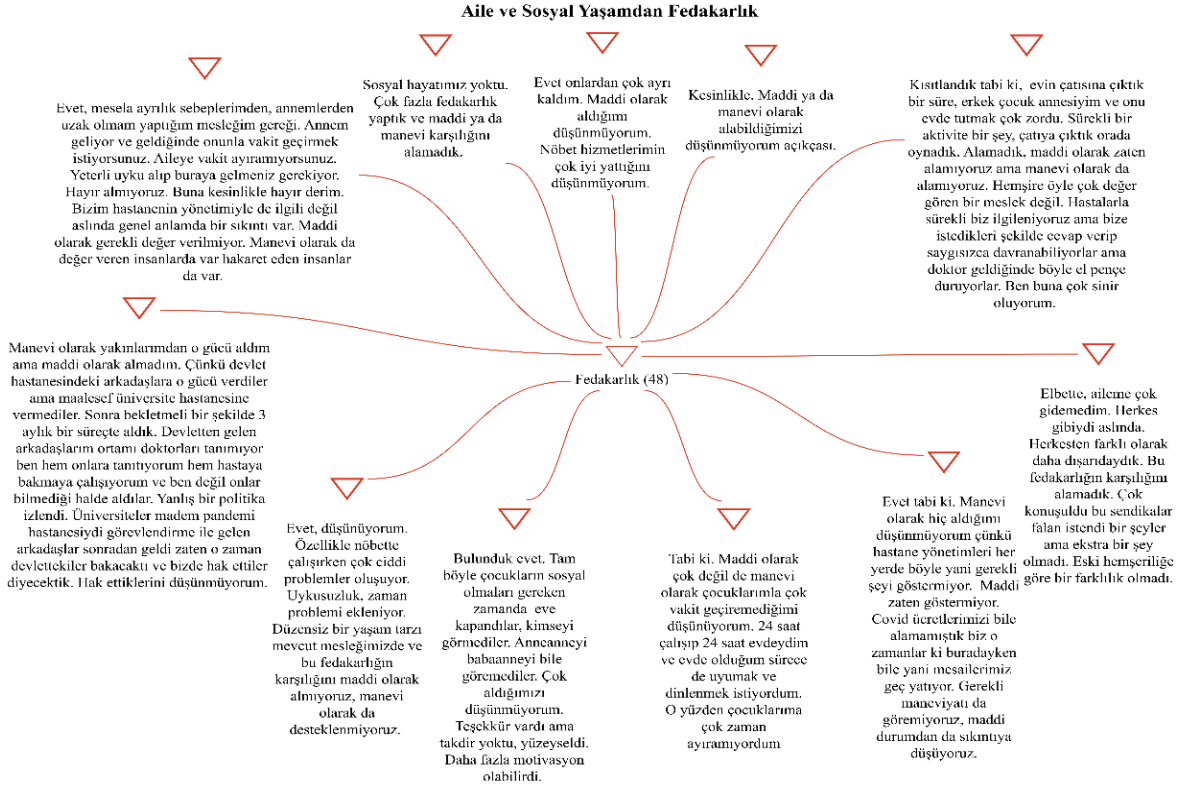 Aile ve Sosyal Yaşamdan Fedakarlık
Evet, mesela ayrılık sebeplerimden, annemlerden
uzak olmam yaptığım mesleğim gereği. Annem
geliyor ve geldiğinde onunla vakit geçirmek
istiyorsunuz. Aileye vakit ayıramıyorsunuz.
Yeterli uyku alıp buraya gelmeniz gerekiyor.
Hayır almıyoruz. Buna kesinlikle hayır derim.
Bizim hastanenin yönetimiyle de ilgili değil
aslında genel anlamda bir sıkıntı var. Maddi
olarak gerekli değer verilmiyor. Manevi olarak da
değer veren insanlarda var hakaret eden insanlar
da var.
Sosyal hayatımız yoktu.
Çok fazla fedakarlık
yaptık ve maddi ya da
manevi karşılığını
alamadık.
Evet onlardan çok ayrı
kaldım. Maddi olarak
aldığımı
düşünmüyorum.
Nöbet hizmetlerimin
çok iyi yattığını
düşünmüyorum.
Kesinlikle. Maddi ya da
manevi olarak
alabildiğimizi
düşünmüyorum açıkçası.
Kısıtlandık tabi ki,  evin çatısına çıktık
bir süre, erkek çocuk annesiyim ve onu
evde tutmak çok zordu. Sürekli bir
aktivite bir şey, çatıya çıktık orada
oynadık. Alamadık, maddi olarak zaten
alamıyoruz ama manevi olarak da
alamıyoruz. Hemşire öyle çok değer
gören bir meslek değil. Hastalarla
sürekli biz ilgileniyoruz ama bize
istedikleri şekilde cevap verip
saygısızca davranabiliyorlar ama
doktor geldiğinde böyle el pençe
duruyorlar. Ben buna çok sinir
oluyorum.
Manevi olarak yakınlarımdan o gücü aldım
ama maddi olarak almadım. Çünkü devlet
hastanesindeki arkadaşlara o gücü verdiler
ama maalesef üniversite hastanesine
vermediler. Sonra bekletmeli bir şekilde 3
aylık bir süreçte aldık. Devletten gelen
arkadaşlarım ortamı doktorları tanımıyor
ben hem onlara tanıtıyorum hem hastaya
bakmaya çalışıyorum ve ben değil onlar
bilmediği halde aldılar. Yanlış bir politika
izlendi. Üniversiteler madem pandemi
hastanesiydi görevlendirme ile gelen
arkadaşlar sonradan geldi zaten o zaman
devlettekiler bakacaktı ve bizde hak ettiler
diyecektik. Hak ettiklerini düşünmüyorum.
Fedakarlık (48)
Elbette, aileme çok
gidemedim. Herkes
gibiydi aslında.
Herkesten farklı olarak
daha dışarıdaydık. Bu
fedakarlığın karşılığını
alamadık. Çok
konuşuldu bu sendikalar
falan istendi bir şeyler
ama ekstra bir şey
olmadı. Eski hemşeriliğe
göre bir farklılık olmadı.
Evet, düşünüyorum.
Özellikle nöbette
çalışırken çok ciddi
problemler oluşuyor.
Uykusuzluk, zaman
problemi ekleniyor.
Düzensiz bir yaşam tarzı
mevcut mesleğimizde ve
bu fedakarlığın
karşılığını maddi olarak
almıyoruz, manevi
olarak da
desteklenmiyoruz.
Bulunduk evet. Tam
böyle çocukların sosyal
olmaları gereken
zamanda  eve
kapandılar, kimseyi
görmediler. Anneanneyi
babaanneyi bile
göremediler. Çok
aldığımızı
düşünmüyorum.
Teşekkür vardı ama
takdir yoktu, yüzeyseldi.
Daha fazla motivasyon
olabilirdi.
Tabi ki. Maddi olarak
çok değil de manevi
olarak çocuklarımla çok
vakit geçiremediğimi
düşünüyorum. 24 saat
çalışıp 24 saat evdeydim
ve evde olduğum sürece
de uyumak ve
dinlenmek istiyordum.
O yüzden çocuklarıma
çok zaman
ayıramıyordum
Evet tabi ki. Manevi
olarak hiç aldığımı
düşünmüyorum çünkü
hastane yönetimleri her
yerde böyle yani gerekli
şeyi göstermiyor.  Maddi
zaten göstermiyor.
Covid ücretlerimizi bile
alamamıştık biz o
zamanlar ki buradayken
bile yani mesailerimiz
geç yatıyor. Gerekli
maneviyatı da
göremiyoruz, maddi
durumdan da sıkıntıya
düşüyoruz.